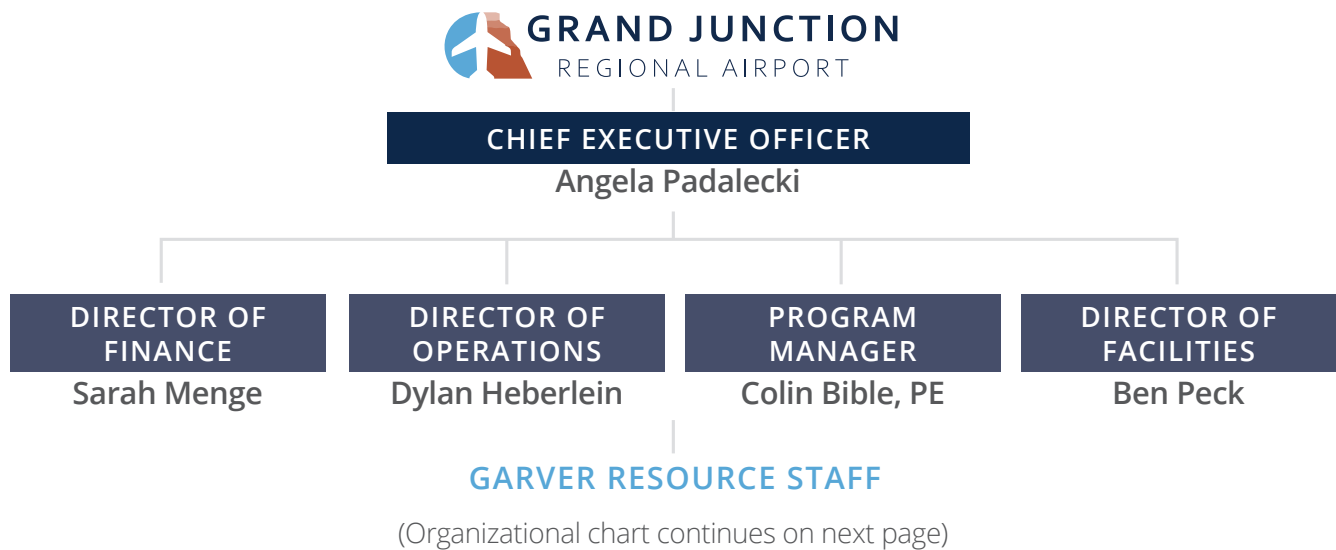 GRAND JUNCTION
REGIONAL AIRPORT
CHIEF EXECUTIVE OFFICER
Angela Padalecki
DIRECTOR OF
FINANCE
Sarah Menge
DIRECTOR OF
OPERATIONS
Dylan Heberlein
PROGRAM
MANAGER
Colin Bible, PE
DIRECTOR OF
FACILITIES
Ben Peck
GARVER RESOURCE STAFF
(Organizational chart continues on next page)